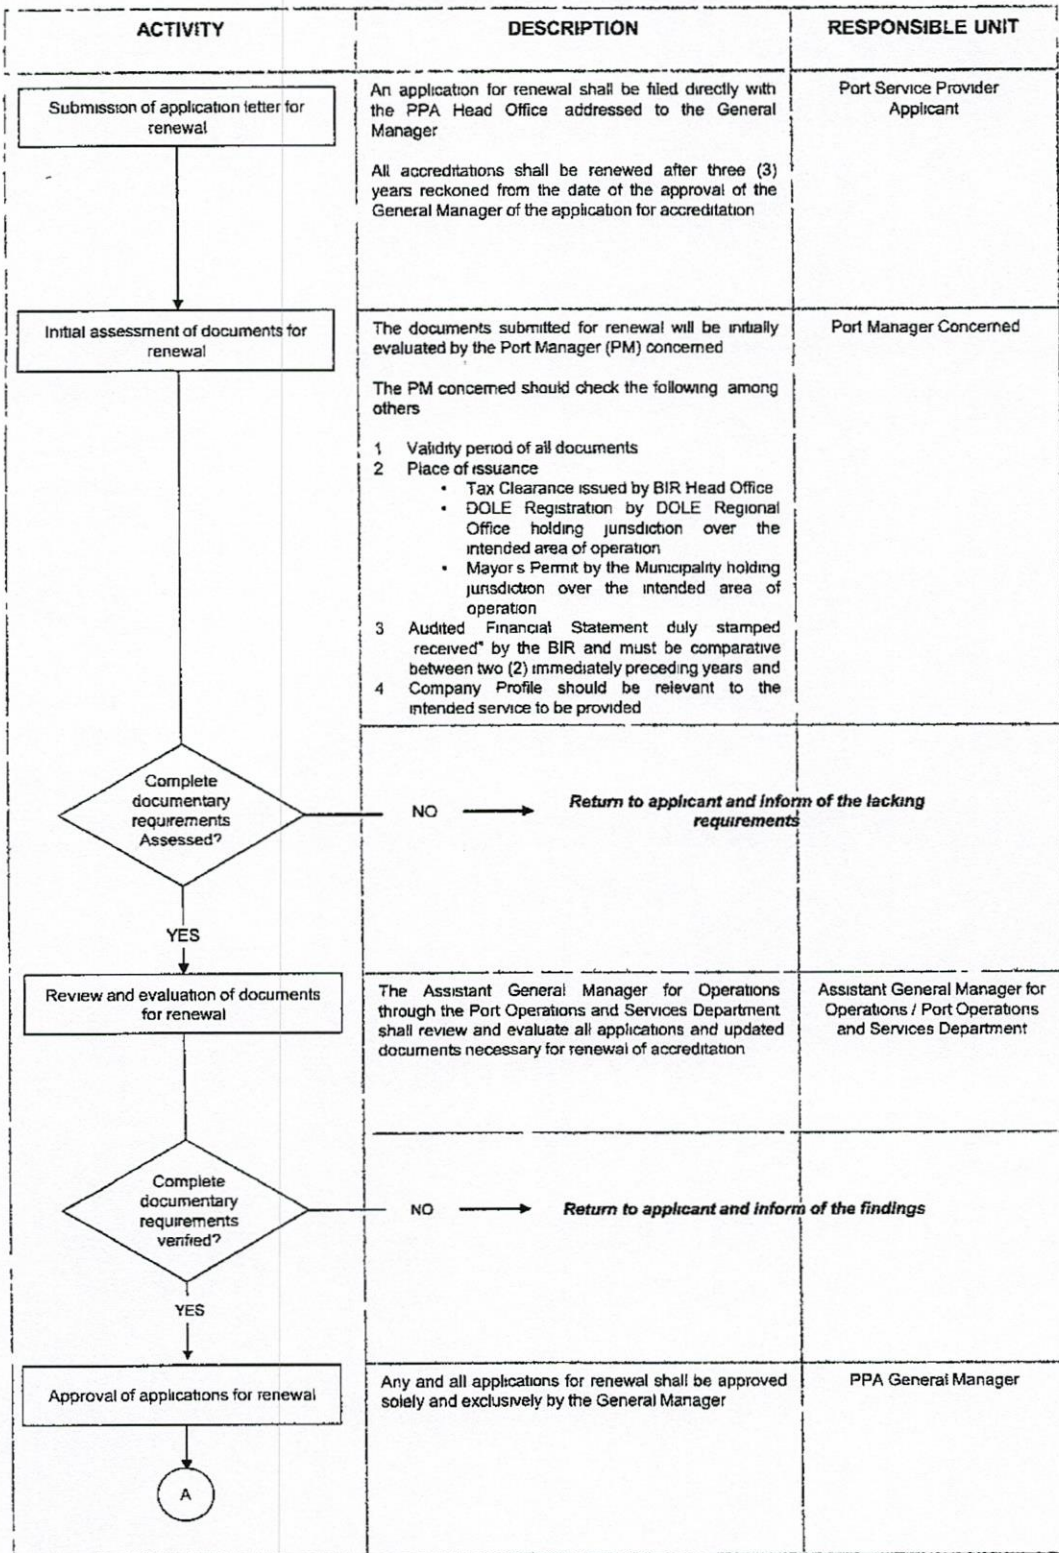 ACTIVITY
DESCRIPTION
RESPONSIBLE UNIT
Submission of application letter for
renewal
An application for renewal shall be filed directly with
the PPA Head Office addressed to the General
Manager
All accreditations shall be renewed after three (3)
years reckoned from the date of the approval of the
General Manager of the application for accreditation
Port Service Provider
Applicant
Initial assessment of documents for
renewal
The documents submitted for renewal will be initially
evaluated by the Port Manager (PM) concerned
The PM concerned should check the following among
others
1 Validity period of all documents
2 Place of issuance
• Tax Clearance issued by BIR Head Office
• DOLE Registration by DOLE Regional
Office holding jurisdiction over the
intended area of operation
• Mayor s Permit by the Municipality holding
jurisdiction over the intended area of
operation
3 Audited Financial Statement duly stamped
received" by the BIR and must be comparative
between two (2) immediately preceding years and
4 Company Profile should be relevant to the
intended service to be provided
Port Manager Concerned
Complete
documentary
requirements
Assessed?
NO
Return to applicant and inform of the lacking
requirements
YES
Review and evaluation of documents
for renewal
The Assistant General Manager for Operations
through the Port Operations and Services Department
shall review and evaluate all applications and updated
documents necessary for renewal of accreditation
Assistant General Manager for
Operations / Port Operations
and Services Department
Complete
documentary
requirements
verified?
NO
Return to applicant and inform of the findings
YES
Approval of applications for renewal
Any and all applications for renewal shall be approved
solely and exclusively by the General Manager
PPA General Manager
A